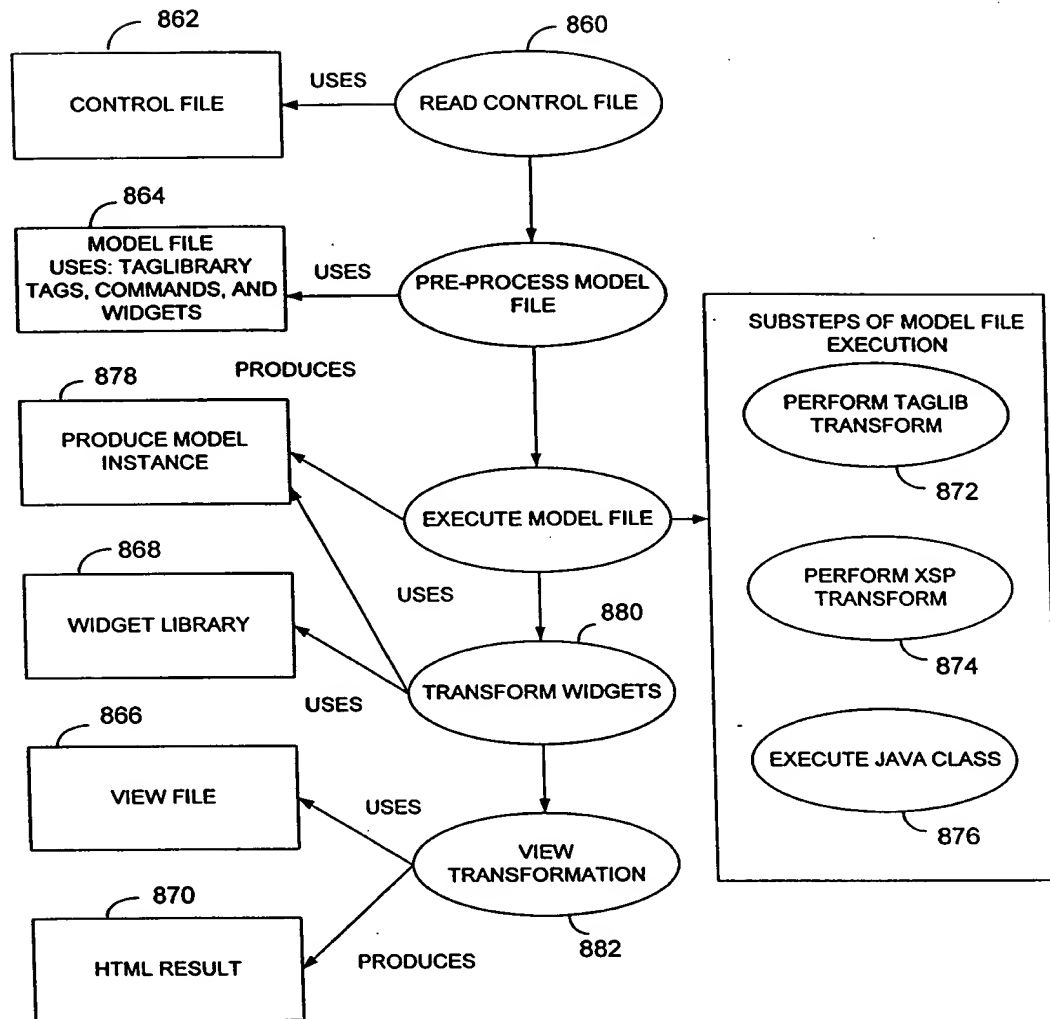 862
860
CONTROL FILE
USES
READ CONTROL FILE
864
MODEL FILE
USES: TAGLIBRARY
TAGS, COMMANDS, AND
WIDGETS
USES
PRE-PROCESS MODEL
FILE
SUBSTEPS OF MODEL FILE
EXECUTION
PERFORM TAGLIB
TRANSFORM
872
PERFORM XSP
TRANSFORM
874
EXECUTE JAVA CLASS
876
878
PRODUCES
PRODUCE MODEL
INSTANCE
EXECUTE MODEL FILE
868
USES
880
WIDGET LIBRARY
TRANSFORM WIDGETS
866
USES
VIEW FILE
USES
VIEW
TRANSFORMATION
882
870
HTML RESULT
PRODUCES